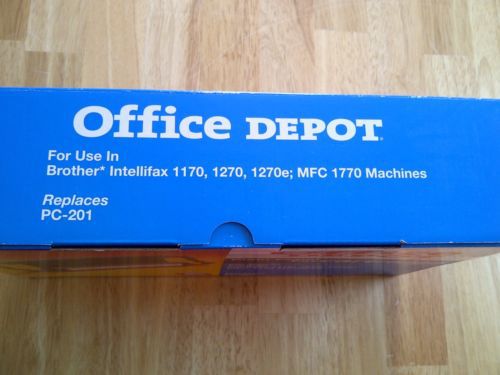 Office DEPOT
For Use In
Brother* Intellifax 1170, 1270, 1270e; MFC 1770 Machines
Replaces
PC-201